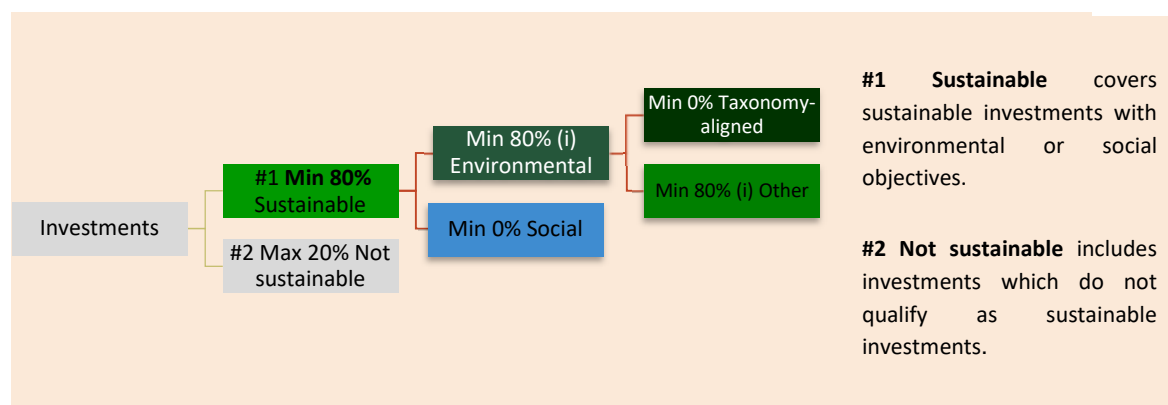 Investments
#1 Min 80%
Sustainable
#2 Max 20% Not
sustainable
Min 80% (i)
Environmental
Min 0% Social
Min 0% Taxonomy-
aligned
Min 80% (i) Other
#1 Sustainable covers
sustainable investments with
environmental or social
objectives.
#2 Not sustainable includes
investments which do not
qualify as sustainable
investments.